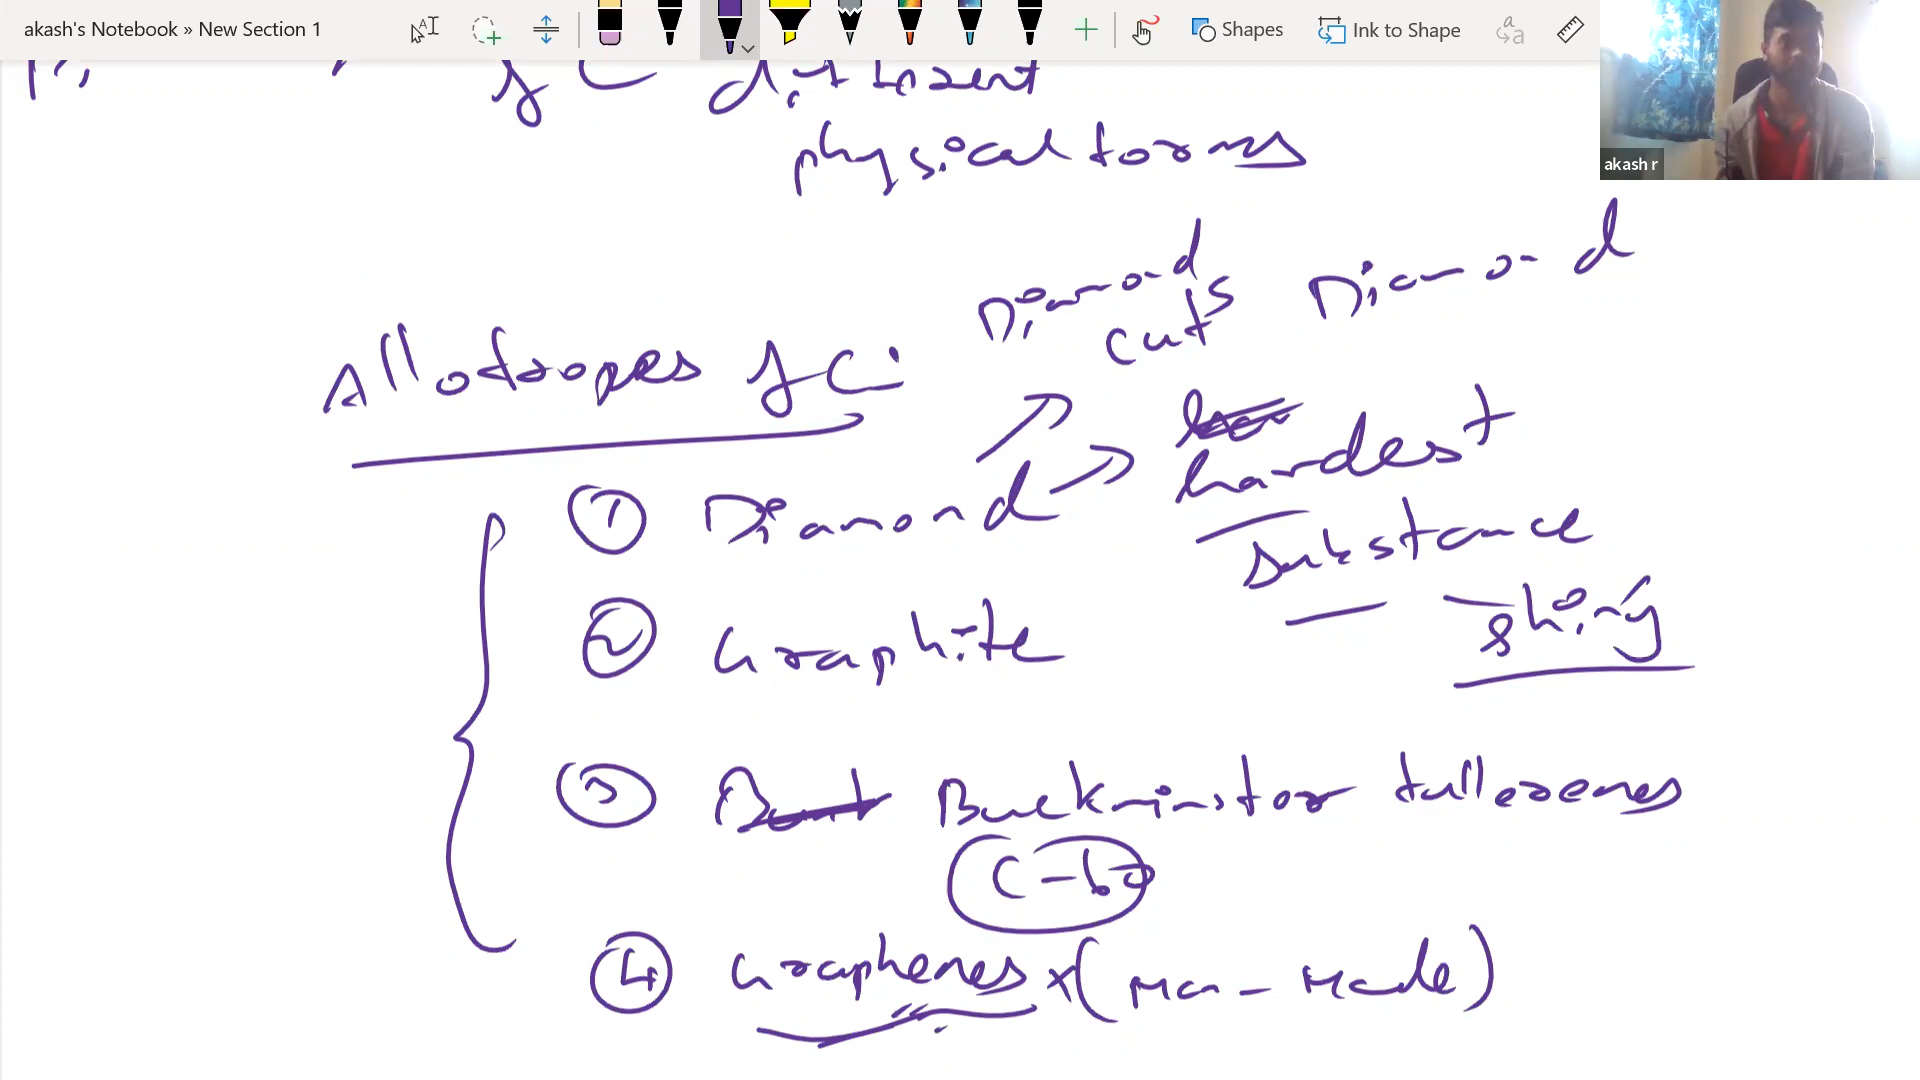 akash's Notebook » New Section 1
Shapes
Ink to Shape
akash r
of C different
physical forms
Diamond cuts Diamond
Allotropes of C:
① Diamond → hardest
substance
— shiny
② Graphite
③ Buckminstor fullerenes
C-60
④ Graphenes x (Man-Made)